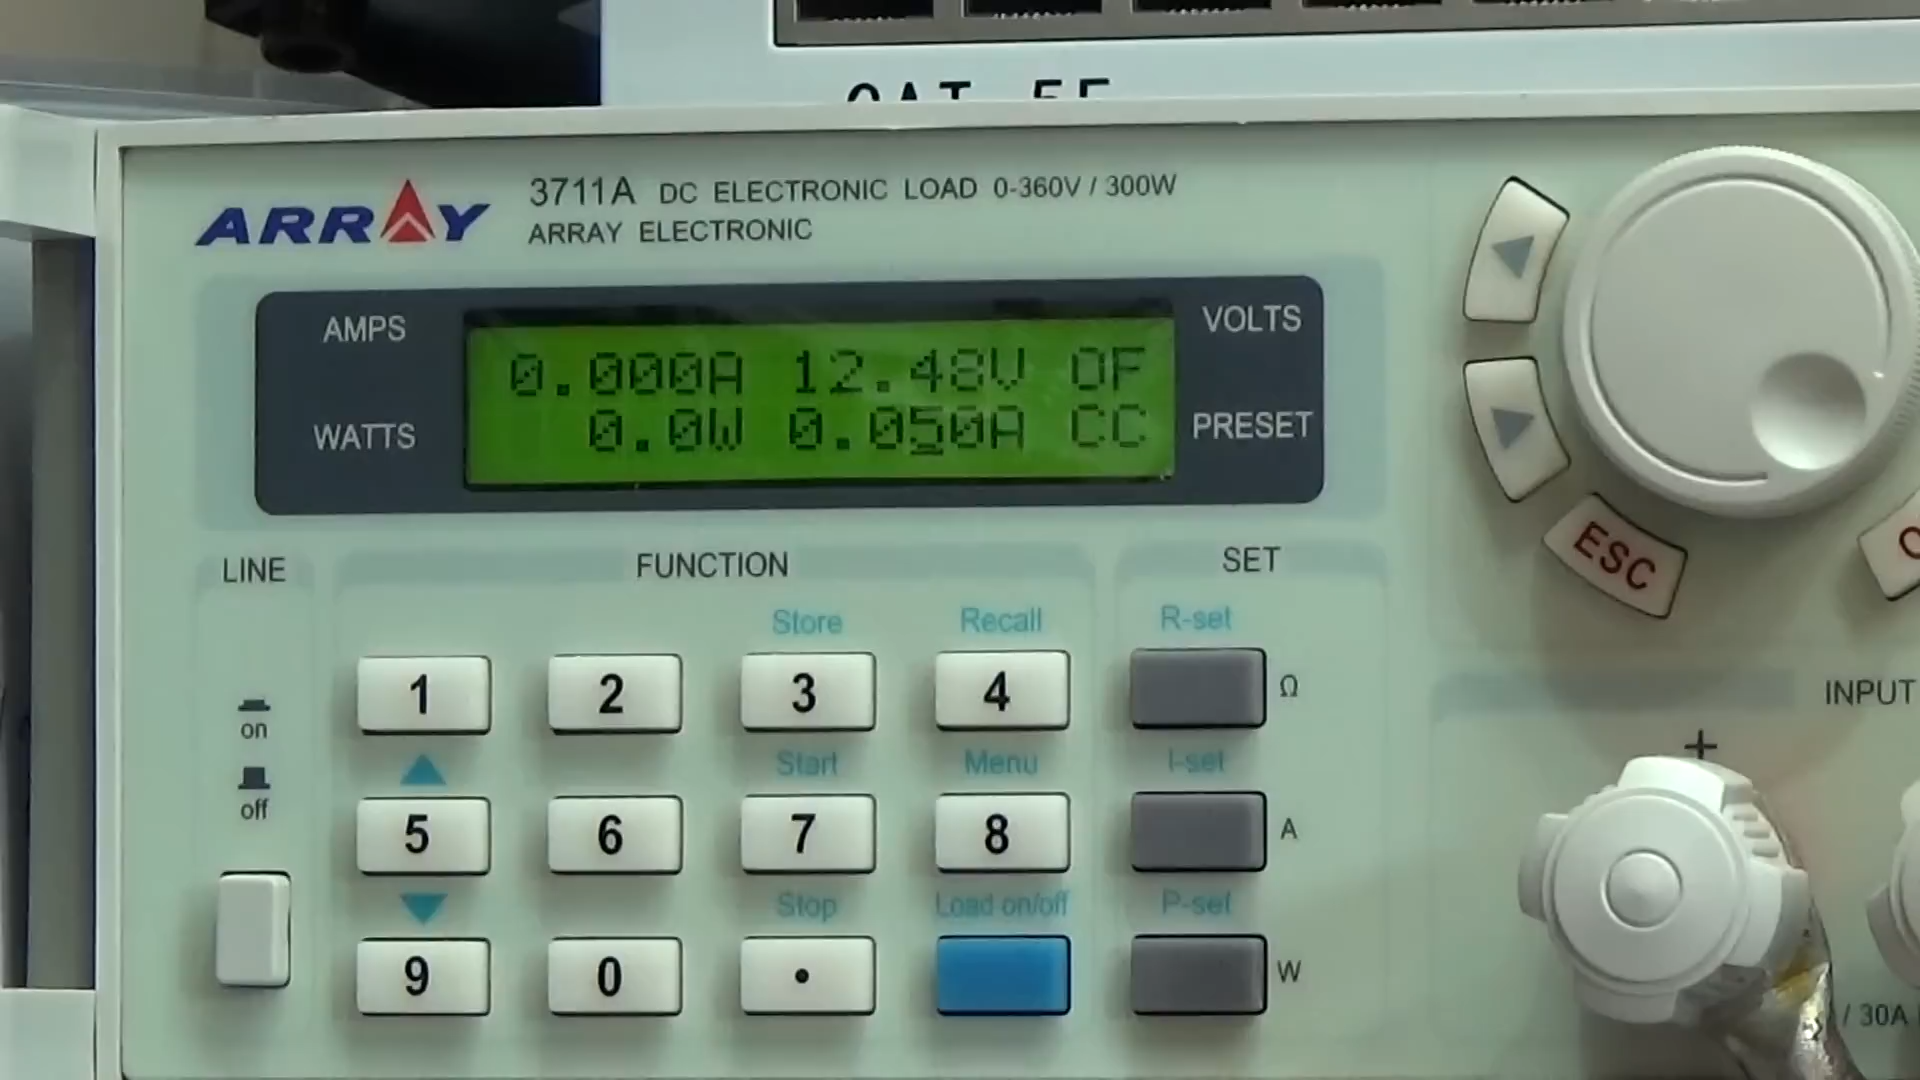 CAT 5E
ARRAY
3711A DC ELECTRONIC LOAD 0-360V / 300W
ARRAY ELECTRONIC
AMPS
VOLTS
0.000A 12.48V OF
WATTS
0.0W 0.050A CC
PRESET
LINE
FUNCTION
SET
ESC
Store
Recall
R-set
1
2
3
4
Ω
on
off
Start
Menu
I-set
5
6
7
8
A
Stop
Load on/off
P-set
9
0
.
W
INPUT
+
/ 30A